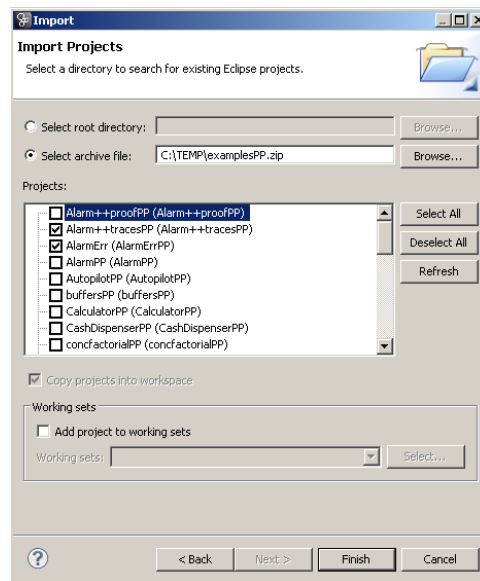 Import
Import Projects
Select a directory to search for existing Eclipse projects.
Select root directory:
Browse...
Select archive file:
C:\TEMP\examplesPP.zip
Browse...
Projects:
Alarm++proofPP (Alarm++proofPP)
Alarm++tracesPP (Alarm++tracesPP)
AlarmErr (AlarmErrPP)
AlarmPP (AlarmPP)
AutopilotPP (AutopilotPP)
buffersPP (buffersPP)
CalculatorPP (CalculatorPP)
CashDispenserPP (CashDispenserPP)
concfactorialPP (concfactorialPP)
Select All
Deselect All
Refresh
Copy projects into workspace
Working sets
Add project to working sets
Working sets:
Select...
?
< Back
Next >
Finish
Cancel